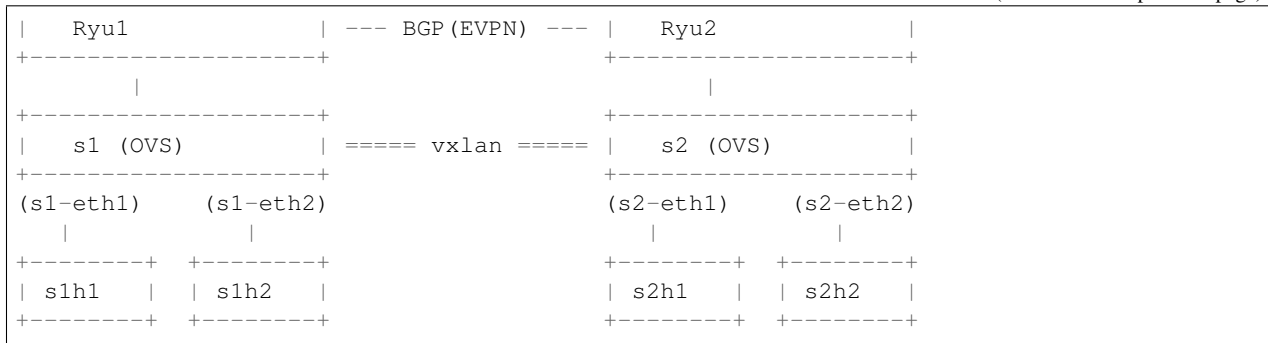 |    Ryu1             | --- BGP(EVPN) --- |    Ryu2             |
+--------------------+                   +--------------------+
        |                                       |
+--------------------+                   +--------------------+
|    s1 (OVS)         | ===== vxlan ===== |    s2 (OVS)         |
+--------------------+                   +--------------------+
(s1-eth1)    (s1-eth2)                   (s2-eth1)    (s2-eth2)
   |            |                           |            |
+--------+  +--------+                   +--------+  +--------+
| s1h1   |  | s1h2   |                   | s2h1   |  | s2h2   |
+--------+  +--------+                   +--------+  +--------+